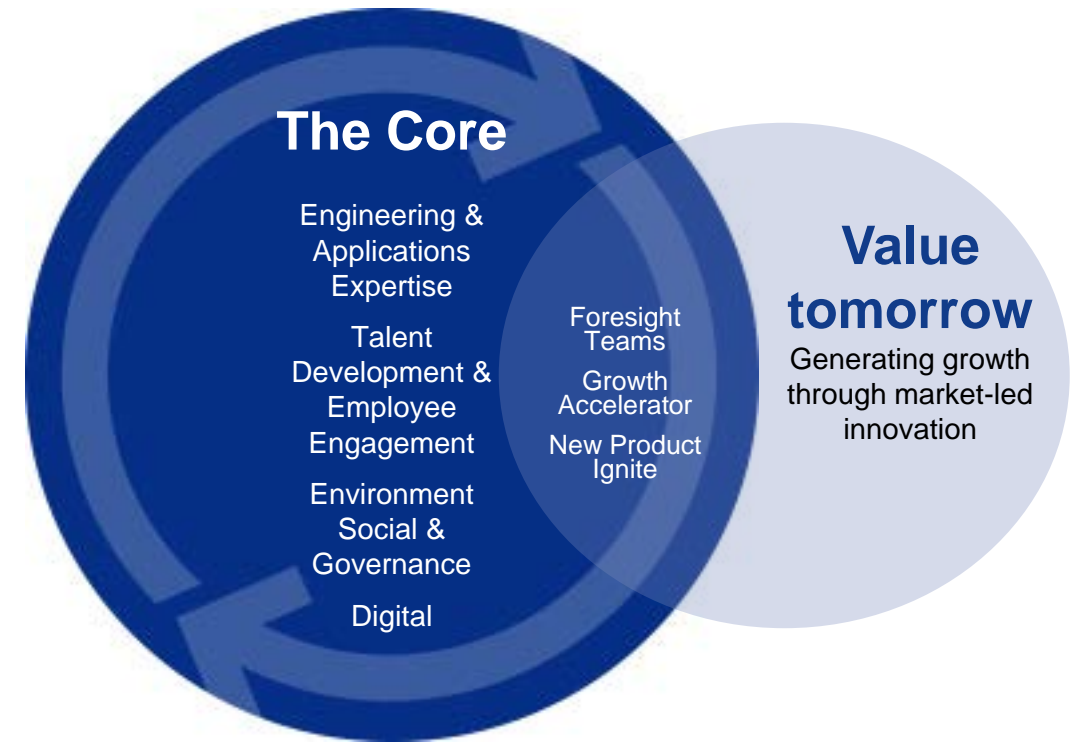 The Core
Engineering &
Applications
Expertise
Talent
Development &
Employee
Engagement
Environment
Social &
Governance
Digital
Foresight
Teams
Growth
Accelerator
New Product
Ignite
Value
tomorrow
Generating growth
through market-led
innovation